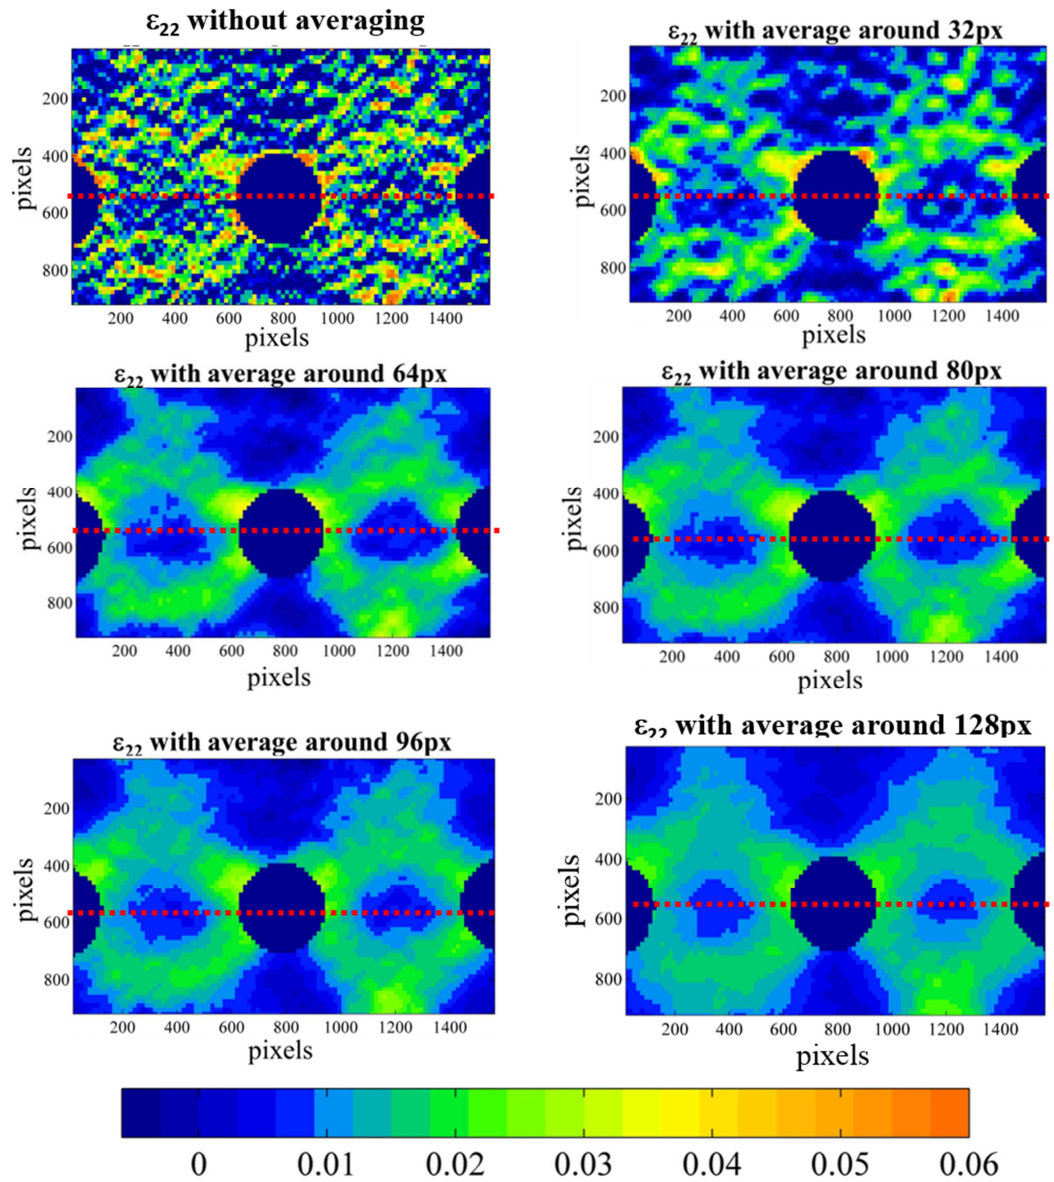 ε22 without averaging
ε22 with average around 32px
200
400
600
800
pixels
200 400 600 800 1000 1200 1400
pixels
200
400
600
800
pixels
200 400 600 800 1000 1200 1400
pixels
ε22 with average around 64px
ε22 with average around 80px
200
400
600
800
pixels
200 400 600 800 1000 1200 1400
pixels
200
400
600
800
pixels
200 400 600 800 1000 1200 1400
pixels
ε22 with average around 96px
ε22 with average around 128px
200
400
600
800
pixels
200 400 600 800 1000 1200 1400
pixels
200
400
600
800
pixels
200 400 600 800 1000 1200 1400
pixels
0 0.01 0.02 0.03 0.04 0.05 0.06